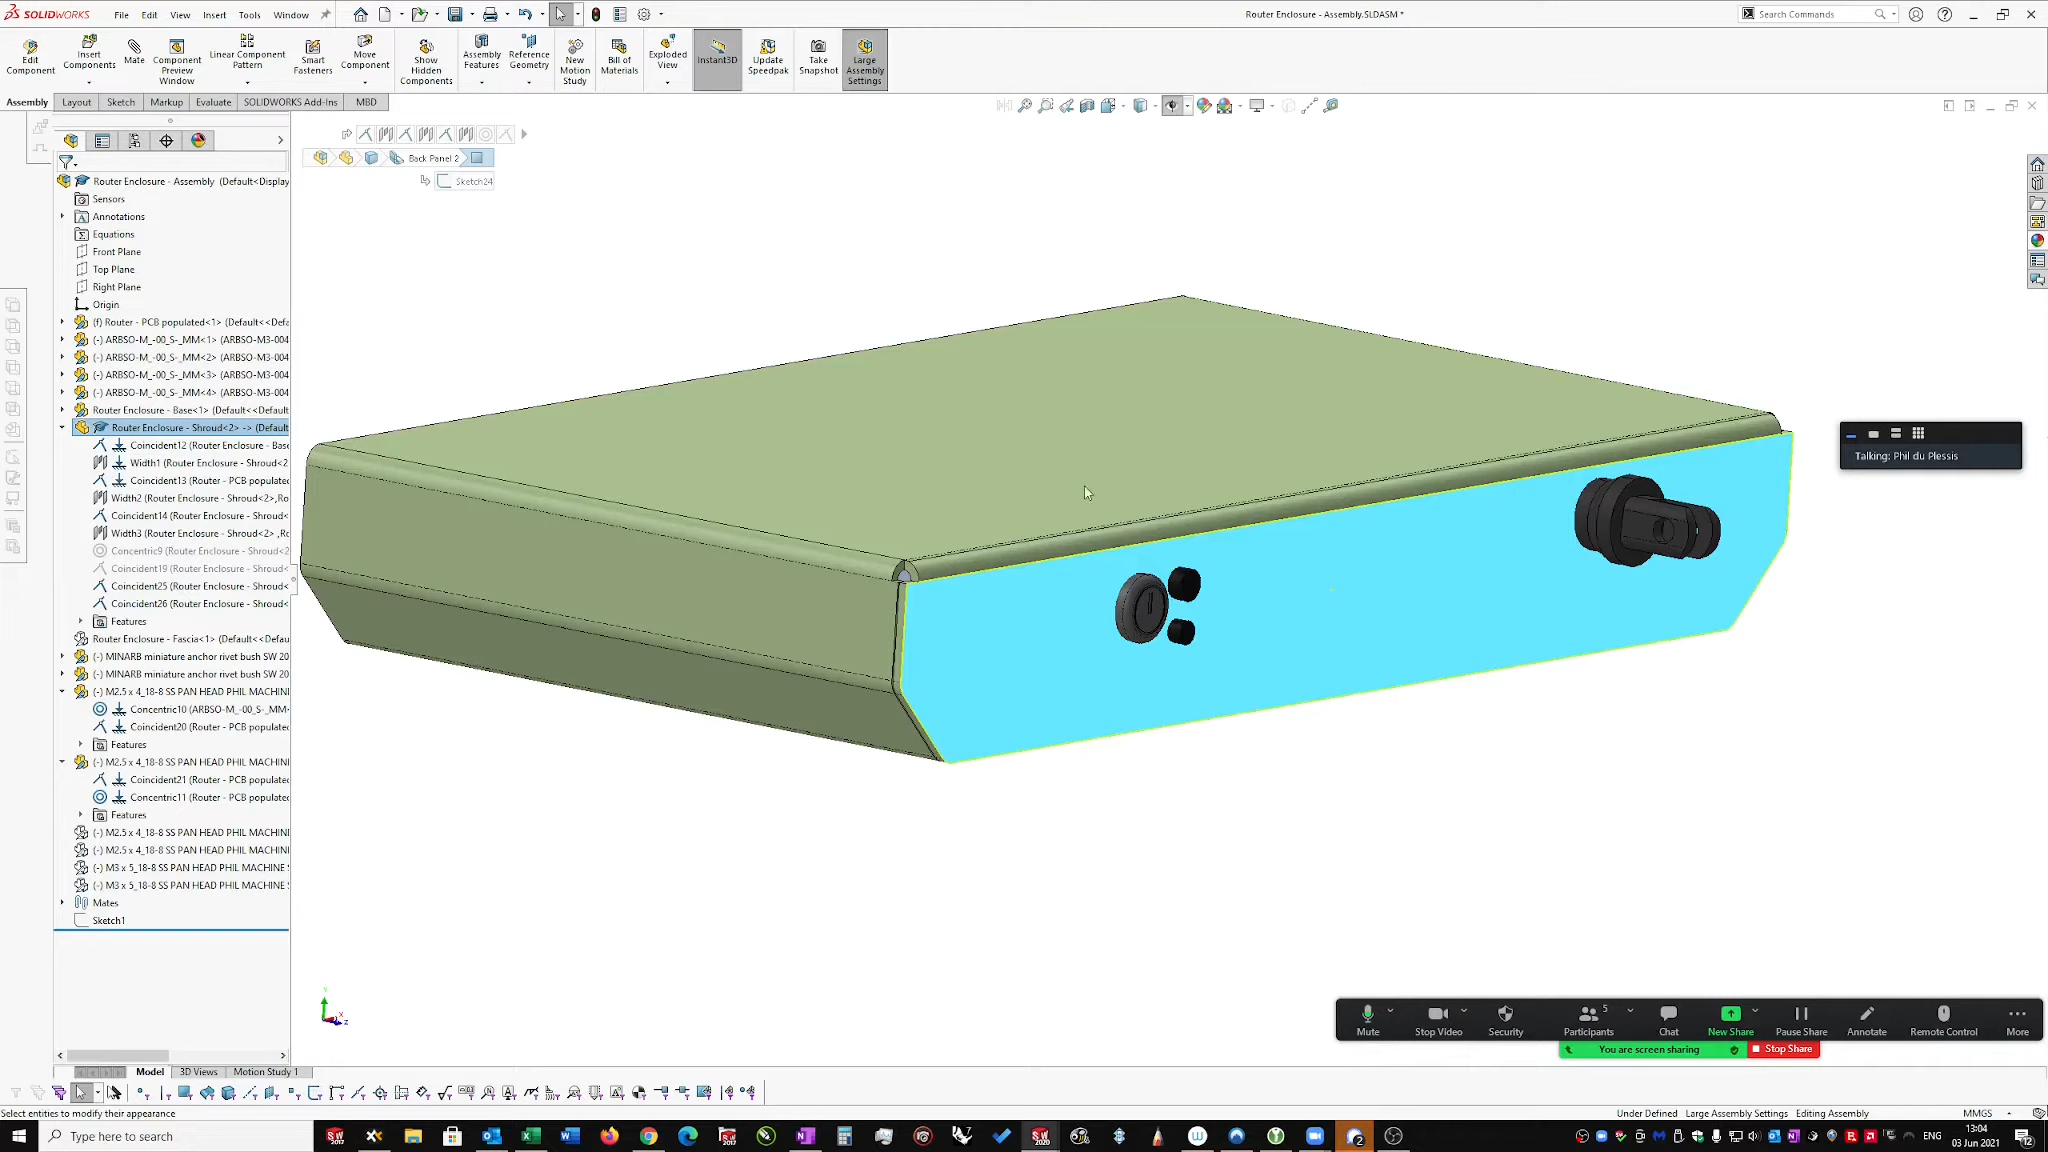 SOLIDWORKS File Edit View Insert Tools Window
Router Enclosure - Assembly.SLDASM *
Search Commands
Edit Component
Insert Components
Mate
Component Preview Window
Linear Component Pattern
Smart Fasteners
Move Component
Show Hidden Components
Assembly Features
Reference Geometry
New Motion Study
Bill of Materials
Exploded View
Instant3D
Update Speedpak
Take Snapshot
Large Assembly Settings
Assembly Layout Sketch Markup Evaluate SOLIDWORKS Add-Ins MBD
Back Panel 2
Sketch24
Router Enclosure - Assembly (Default<Display
Sensors
Annotations
Equations
Front Plane
Top Plane
Right Plane
Origin
(f) Router - PCB populated<1> (Default<<Defa
(-) ARBSO-M_-00_S-_MM<1> (ARBSO-M3-004
(-) ARBSO-M_-00_S-_MM<2> (ARBSO-M3-004
(-) ARBSO-M_-00_S-_MM<3> (ARBSO-M3-004
(-) ARBSO-M_-00_S-_MM<4> (ARBSO-M3-004
Router Enclosure - Base<1> (Default<<Default
Router Enclosure - Shroud<2> -> (Default
Coincident12 (Router Enclosure - Base
Width1 (Router Enclosure - Shroud<2
Coincident13 (Router - PCB populated
Width2 (Router Enclosure - Shroud<2>,Ro
Coincident14 (Router Enclosure - Shroud<
Width3 (Router Enclosure - Shroud<2> ,Ro
Concentric9 (Router Enclosure - Shroud<2
Coincident19 (Router Enclosure - Shroud<
Coincident25 (Router Enclosure - Shroud<
Coincident26 (Router Enclosure - Shroud<
Features
Router Enclosure - Fascia<1> (Default<<Defau
(-) MINARB miniature anchor rivet bush SW 20
(-) MINARB miniature anchor rivet bush SW 20
(-) M2.5 x 4_18-8 SS PAN HEAD PHIL MACHINI
Concentric10 (ARBSO-M_-00_S-_MM<
Coincident20 (Router - PCB populated
Features
(-) M2.5 x 4_18-8 SS PAN HEAD PHIL MACHINI
Coincident21 (Router - PCB populated
Concentric11 (Router - PCB populated
Features
(-) M2.5 x 4_18-8 SS PAN HEAD PHIL MACHINI
(-) M2.5 x 4_18-8 SS PAN HEAD PHIL MACHINI
(-) M3 x 5_18-8 SS PAN HEAD PHIL MACHINE S
(-) M3 x 5_18-8 SS PAN HEAD PHIL MACHINE S
Mates
Sketch1
Talking: Phil du Plessis
Mute
Stop Video
Security
Participants 5
Chat
New Share
Pause Share
Annotate
Remote Control
More
You are screen sharing Stop Share
Model 3D Views Motion Study 1
Select entities to modify their appearance
Under Defined Large Assembly Settings Editing Assembly MMGS
Type here to search
ENG
13:04
03 Jun 2021